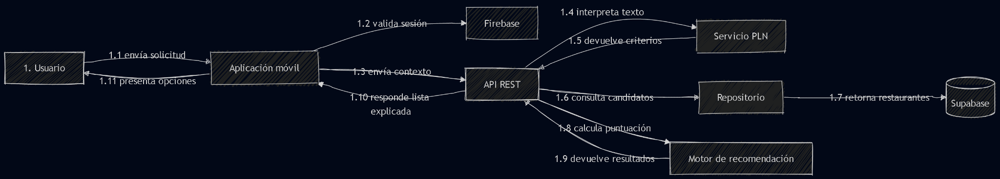 1. Usuario
1.1 envía solicitud
1.11 presenta opciones
Aplicación móvil
1.2 valida sesión
Firebase
1.3 envía contexto
1.10 responde lista
explicada
API REST
1.4 interpreta texto
1.5 devuelve criterios
Servicio PLN
1.6 consulta candidatos
Repositorio
1.7 retorna restaurantes
Supabase
1.8 calcula puntuación
1.9 devuelve resultados
Motor de recomendación